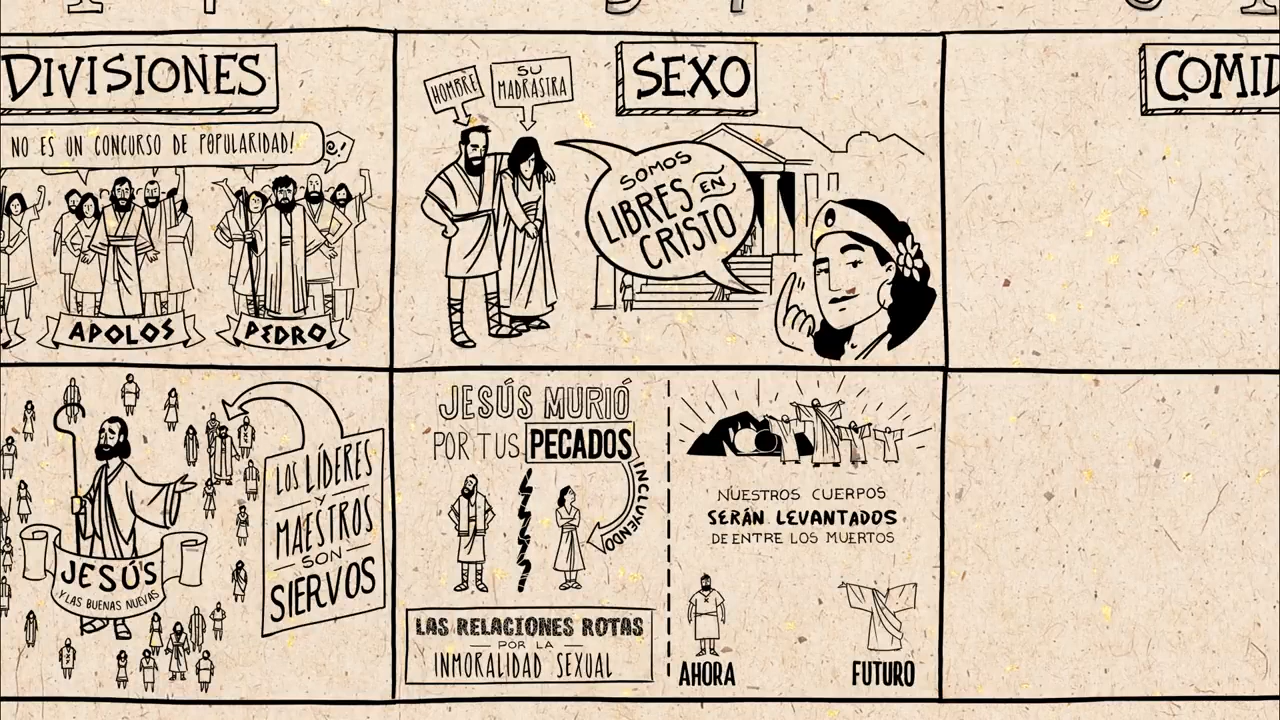 DIVISIONES
NO ES UN CONCURSO DE POPULARIDAD!
@!
APOLOS
PEDRO
HOMBRE
SU
MADRASTRA
SEXO
SOMOS
LIBRES EN
CRISTO
COMID
JESÚS
Y LAS BUENAS NUEVAS
LOS LÍDERES
Y
MAESTROS
SON
SIERVOS
JESÚS MURIÓ
POR TUS PECADOS
INCLUYENDO
LAS RELACIONES ROTAS
POR LA
INMORALIDAD SEXUAL
NUESTROS CUERPOS
SERÁN LEVANTADOS
DE ENTRE LOS MUERTOS
AHORA
FUTURO